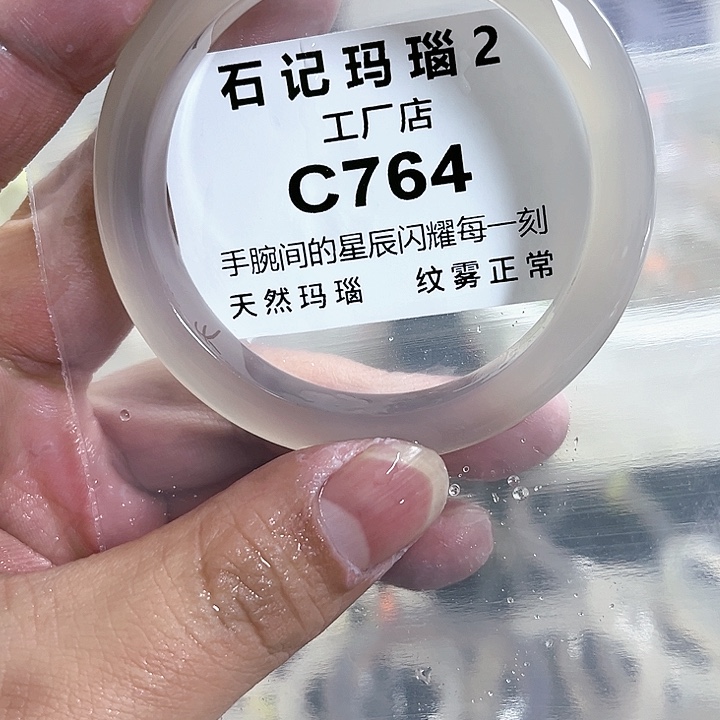 石记玛瑙2
工厂店
C764
手腕间的星辰闪耀每一刻
天然玛瑙 纹雾正常